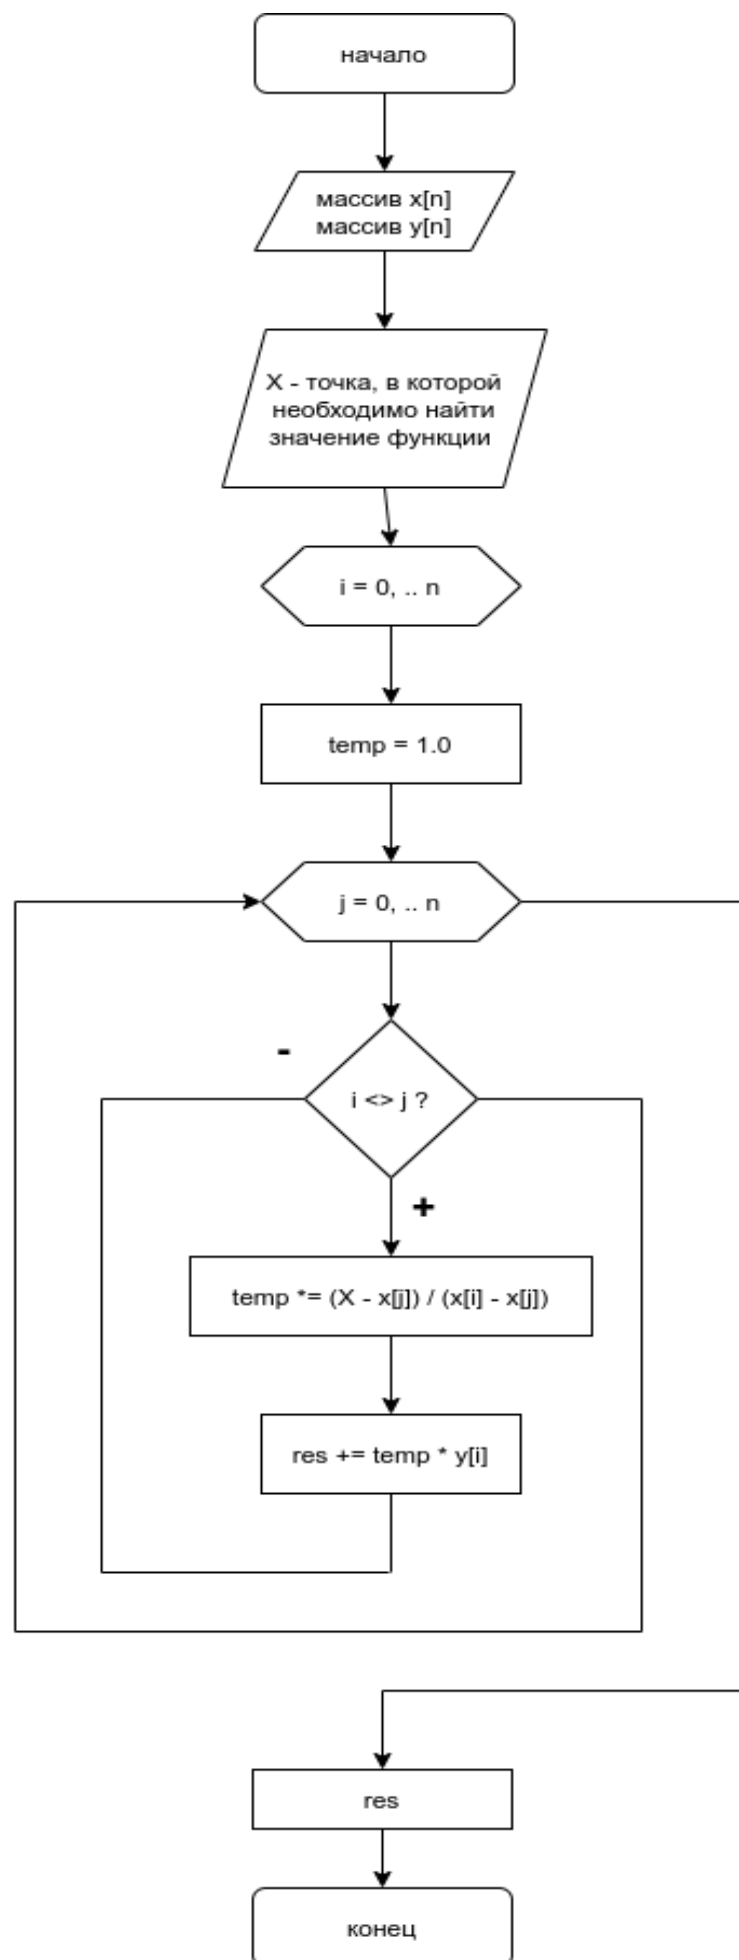 начало
массив x[n]
массив y[n]
X - точка, в которой
необходимо найти
значение функции
i = 0, .. n
temp = 1.0
j = 0, .. n
-
i <> j ?
+
temp *= (X - x[j]) / (x[i] - x[j])
res += temp * y[i]
res
конец